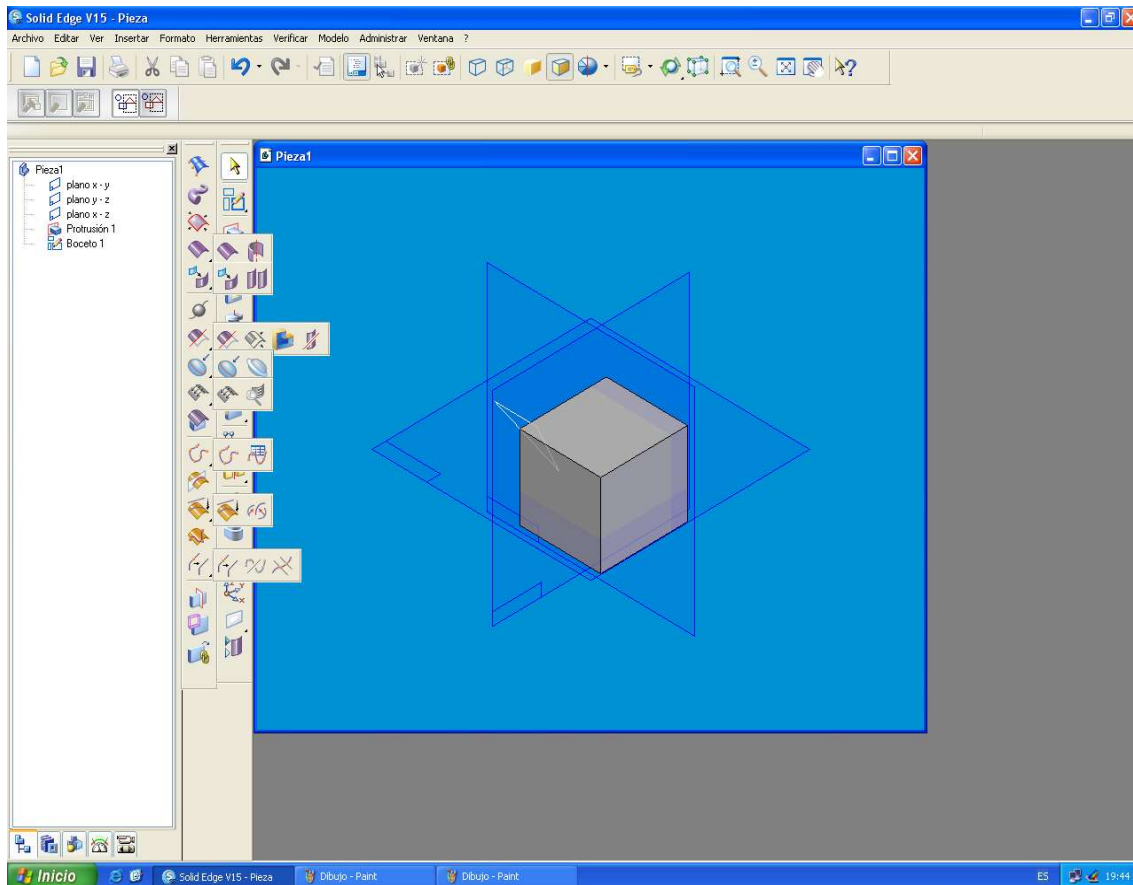 Solid Edge V15 - Pieza
Archivo Editar Ver Insertar Formato Herramientas Verificar Modelo Administrar Ventana ?
Pieza1
Pieza1
plano x - y
plano y - z
plano x - z
Protrusión 1
Boceto 1
Inicio
Solid Edge V15 - Pieza
Dibujo - Paint
Dibujo - Paint
ES
19:44